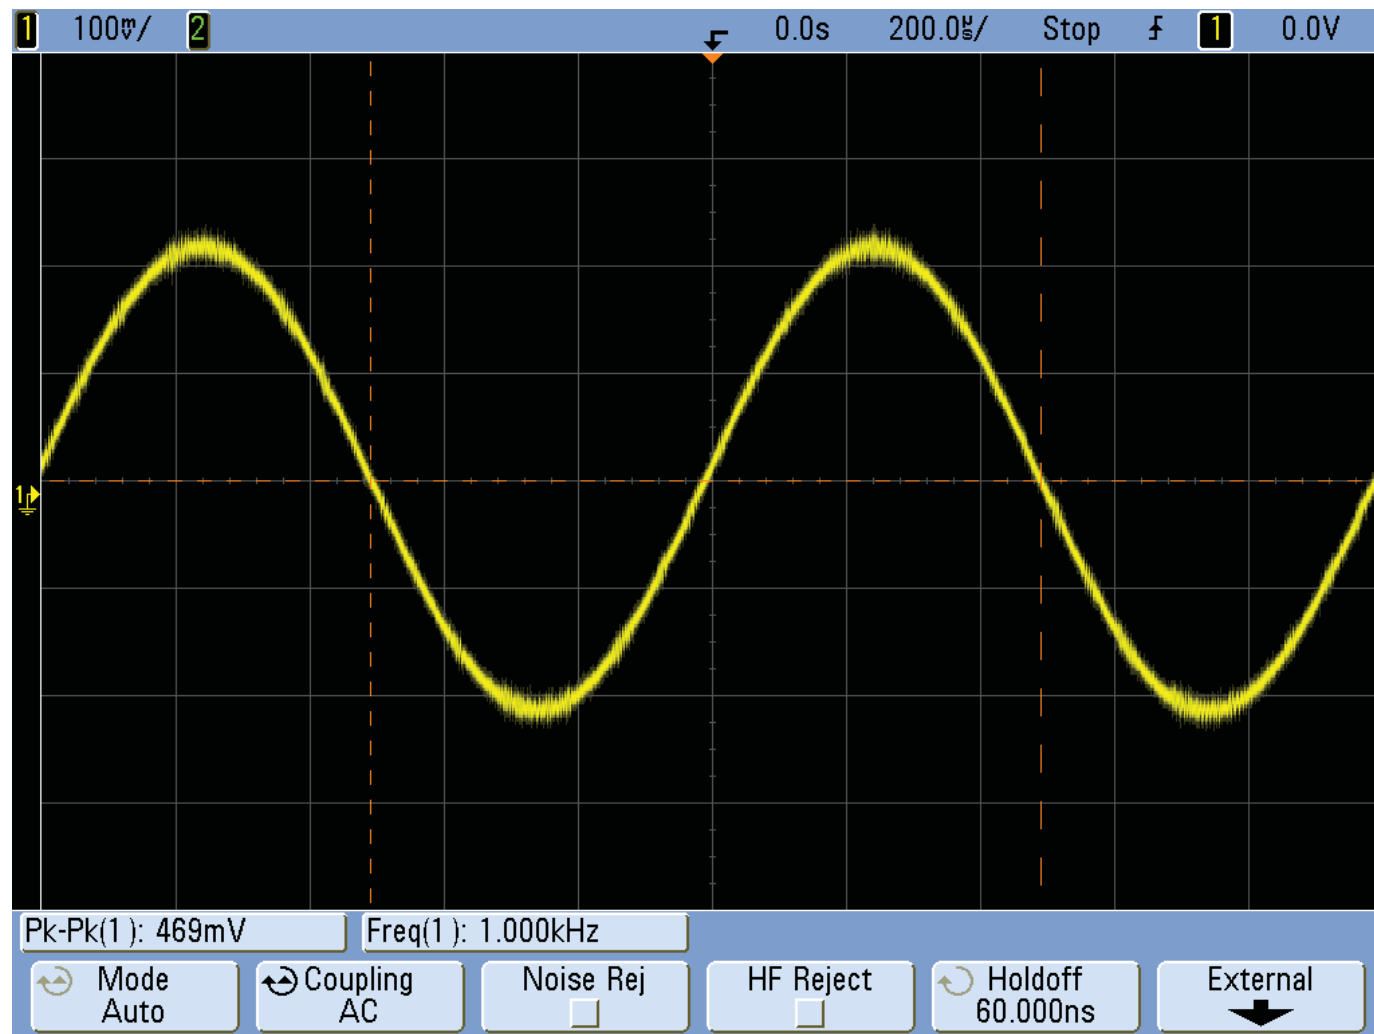 1 100mV/ 2 0.0s 200.0µs/ Stop 1 0.0V
1
Pk-Pk(1): 469mV Freq(1): 1.000kHz
Mode Coupling Noise Rej HF Reject Holdoff External
Auto AC 60.000ns